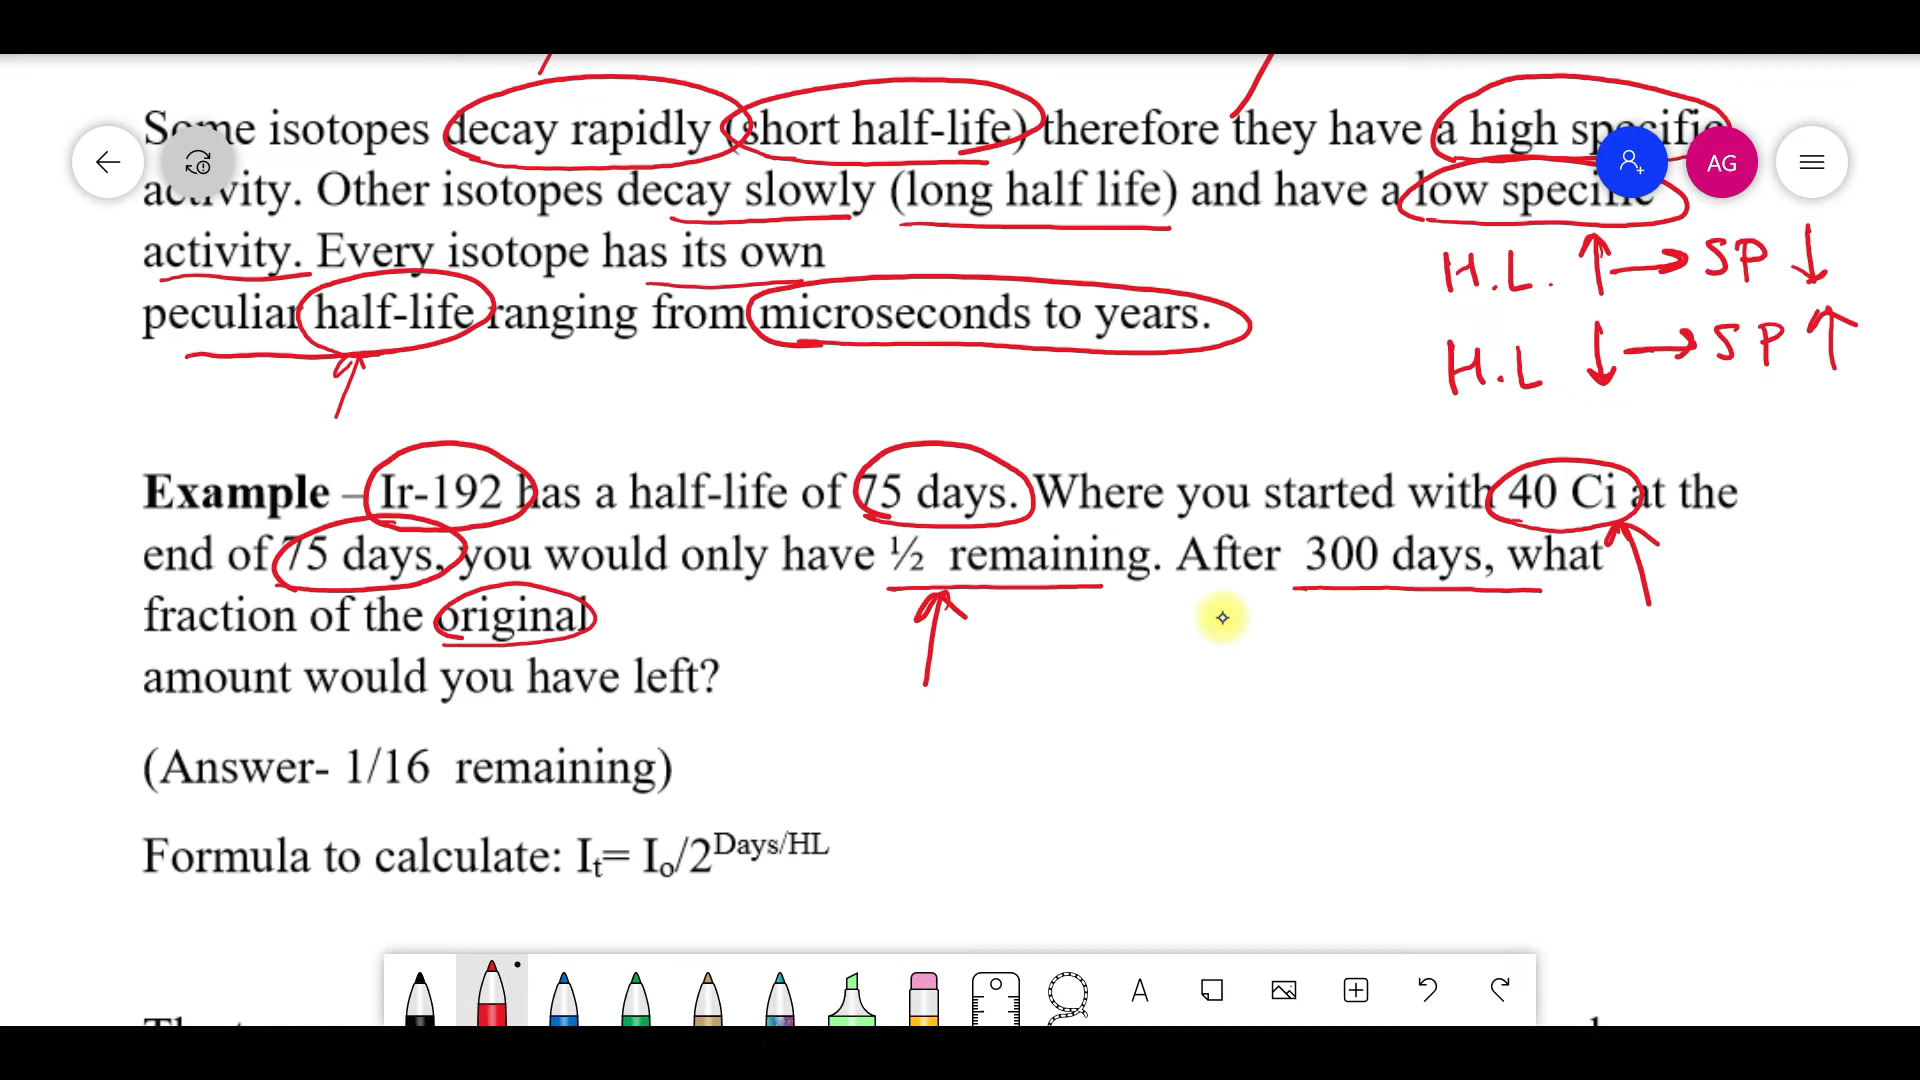 Some isotopes decay rapidly (short half-life) therefore they have a high specific
activity. Other isotopes decay slowly (long half life) and have a low specific
activity. Every isotope has its own
peculiar half-life ranging from microseconds to years.
H.L. ↑ → SP ↓
H.L ↓ → SP ↑
Example – Ir-192 has a half-life of 75 days. Where you started with 40 Ci at the
end of 75 days, you would only have ½ remaining. After 300 days, what
fraction of the original
amount would you have left?
(Answer- 1/16 remaining)
Formula to calculate: Iₜ= Iₒ/2^Days/HL
AG
A